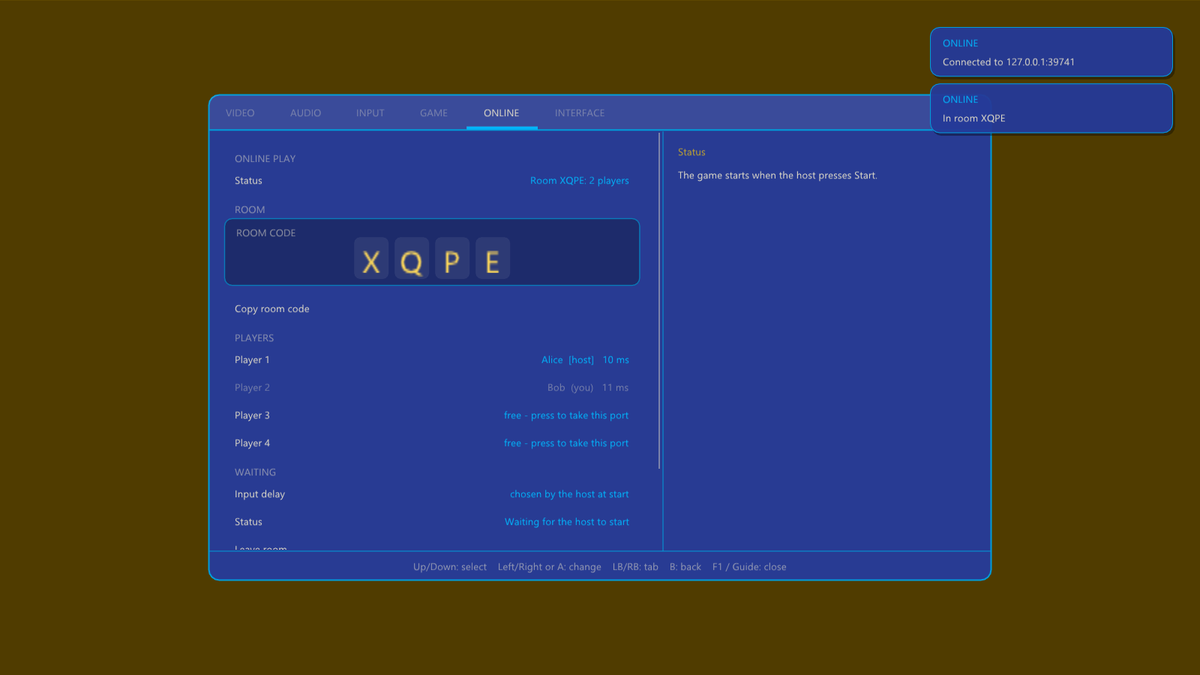 ONLINE
Connected to 127.0.0.1:39741
ONLINE
In room XQPE
VIDEO AUDIO INPUT GAME ONLINE INTERFACE
ONLINE PLAY
Status Room XQPE: 2 players
ROOM
ROOM CODE
X Q P E
Copy room code
PLAYERS
Player 1 Alice [host] 10 ms
Player 2 Bob (you) 11 ms
Player 3 free - press to take this port
Player 4 free - press to take this port
WAITING
Input delay chosen by the host at start
Status Waiting for the host to start
Leave room
Status
The game starts when the host presses Start.
Up/Down: select Left/Right or A: change LB/RB: tab B: back F1 / Guide: close